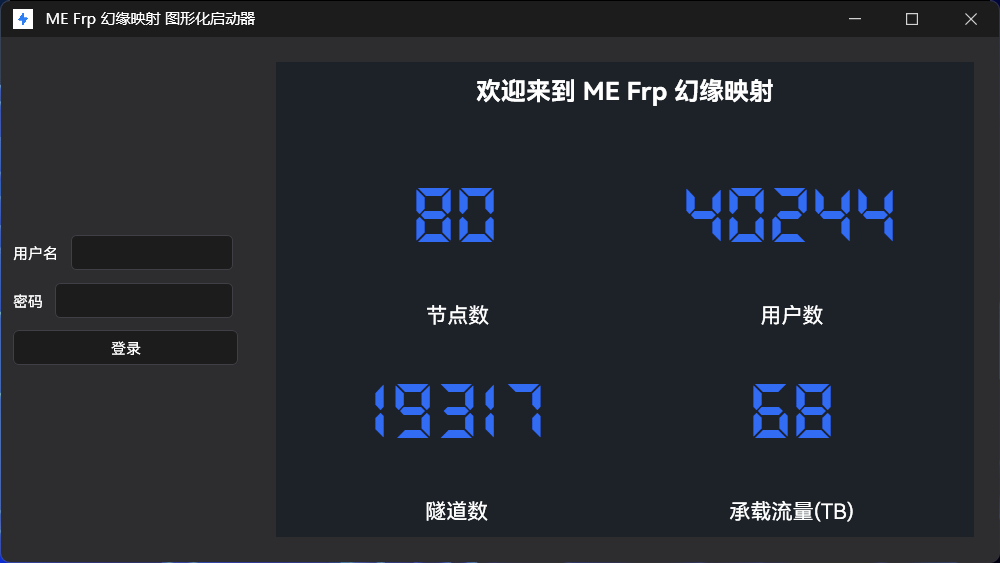 ME Frp 幻缘映射 图形化启动器
用户名
密码
登录
欢迎来到 ME Frp 幻缘映射
80
40244
节点数
用户数
19317
68
隧道数
承载流量(TB)